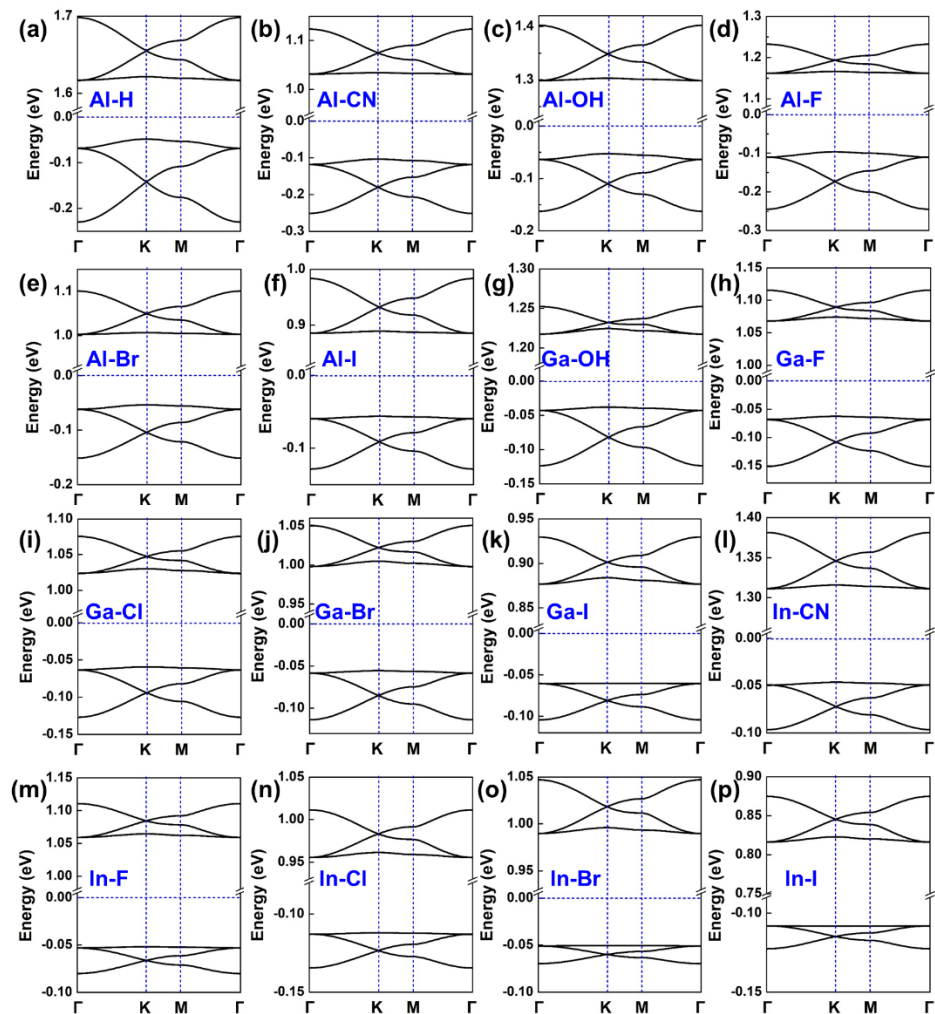 (a)
1.7
1.6
0.0
-0.1
-0.2
Energy (eV)
Al-H
Γ K M Γ
(b)
1.1
1.0
0.0
-0.1
-0.2
-0.3
Energy (eV)
Al-CN
Γ K M Γ
(c)
1.4
1.3
0.0
-0.1
-0.2
Energy (eV)
Al-OH
Γ K M Γ
(d)
1.3
1.2
1.1
0.0
-0.1
-0.2
-0.3
Energy (eV)
Al-F
Γ K M Γ
(e)
1.1
1.0
0.0
-0.1
-0.2
Energy (eV)
Al-Br
Γ K M Γ
(f)
1.0
0.9
0.0
-0.1
Energy (eV)
Al-I
Γ K M Γ
(g)
1.30
1.25
1.20
0.00
-0.05
-0.10
-0.15
Energy (eV)
Ga-OH
Γ K M Γ
(h)
1.15
1.10
1.05
1.00
0.00
-0.05
-0.10
-0.15
Energy (eV)
Ga-F
Γ K M Γ
(i)
1.10
1.05
1.00
0.00
-0.05
-0.10
-0.15
Energy (eV)
Ga-Cl
Γ K M Γ
(j)
1.05
1.00
0.95
0.00
-0.05
-0.10
Energy (eV)
Ga-Br
Γ K M Γ
(k)
0.95
0.90
0.85
0.00
-0.05
-0.10
Energy (eV)
Ga-I
Γ K M Γ
(l)
1.40
1.35
1.30
0.00
-0.05
-0.10
Energy (eV)
In-CN
Γ K M Γ
(m)
1.15
1.10
1.05
1.00
0.00
-0.05
-0.10
Energy (eV)
In-F
Γ K M Γ
(n)
1.05
1.00
0.95
-0.10
-0.15
Energy (eV)
In-Cl
Γ K M Γ
(o)
1.05
1.00
0.95
0.00
-0.05
-0.10
Energy (eV)
In-Br
Γ K M Γ
(p)
0.90
0.85
0.80
0.75
-0.10
-0.15
Energy (eV)
In-I
Γ K M Γ